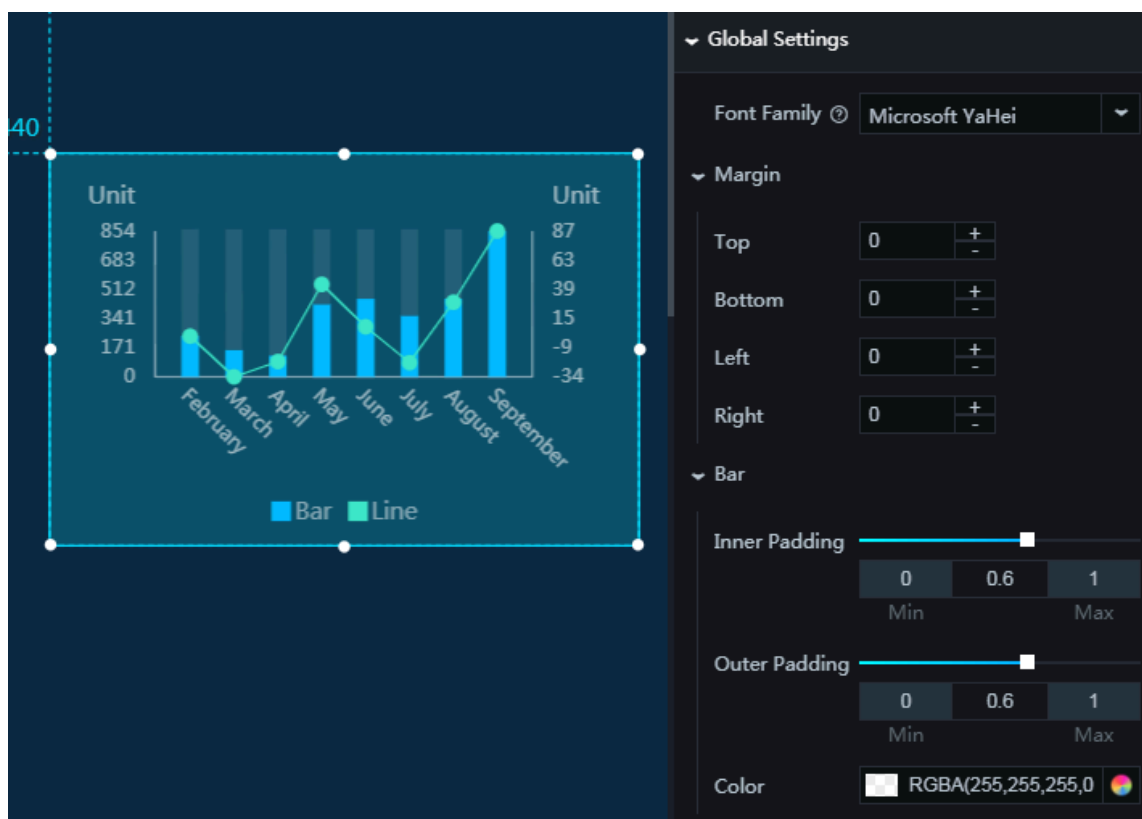 440
Unit
Unit
854
683
512
341
171
0
87
63
39
15
-9
-34
February
March
April
May
June
July
August
September
Bar
Line
Global Settings
Font Family
Microsoft YaHei
Margin
Top
0
+
-
Bottom
0
+
-
Left
0
+
-
Right
0
+
-
Bar
Inner Padding
0 0.6 1
Min Max
Outer Padding
0 0.6 1
Min Max
Color
RGBA(255,255,255,0